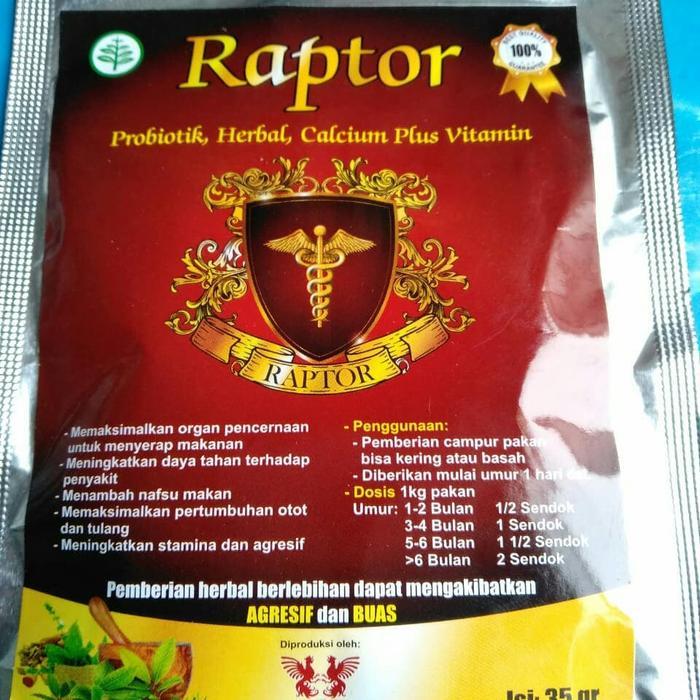 Raptor
BEST QUALITY
100%
GUARANTEE
Probiotik, Herbal, Calcium Plus Vitamin
RAPTOR
- Memaksimalkan organ pencernaan
untuk menyerap makanan
- Meningkatkan daya tahan terhadap
penyakit
- Menambah nafsu makan
- Memaksimalkan pertumbuhan otot
dan tulang
- Meningkatkan stamina dan agresif
- Penggunaan:
- Pemberian campur pakan
bisa kering atau basah
- Diberikan mulai umur 1 hari dst.
- Dosis 1kg pakan
Umur: 1-2 Bulan 1/2 Sendok
3-4 Bulan 1 Sendok
5-6 Bulan 1 1/2 Sendok
>6 Bulan 2 Sendok
Pemberian herbal berlebihan dapat mengakibatkan
AGRESIF dan BUAS
Diproduksi oleh:
Isi: 35 gr